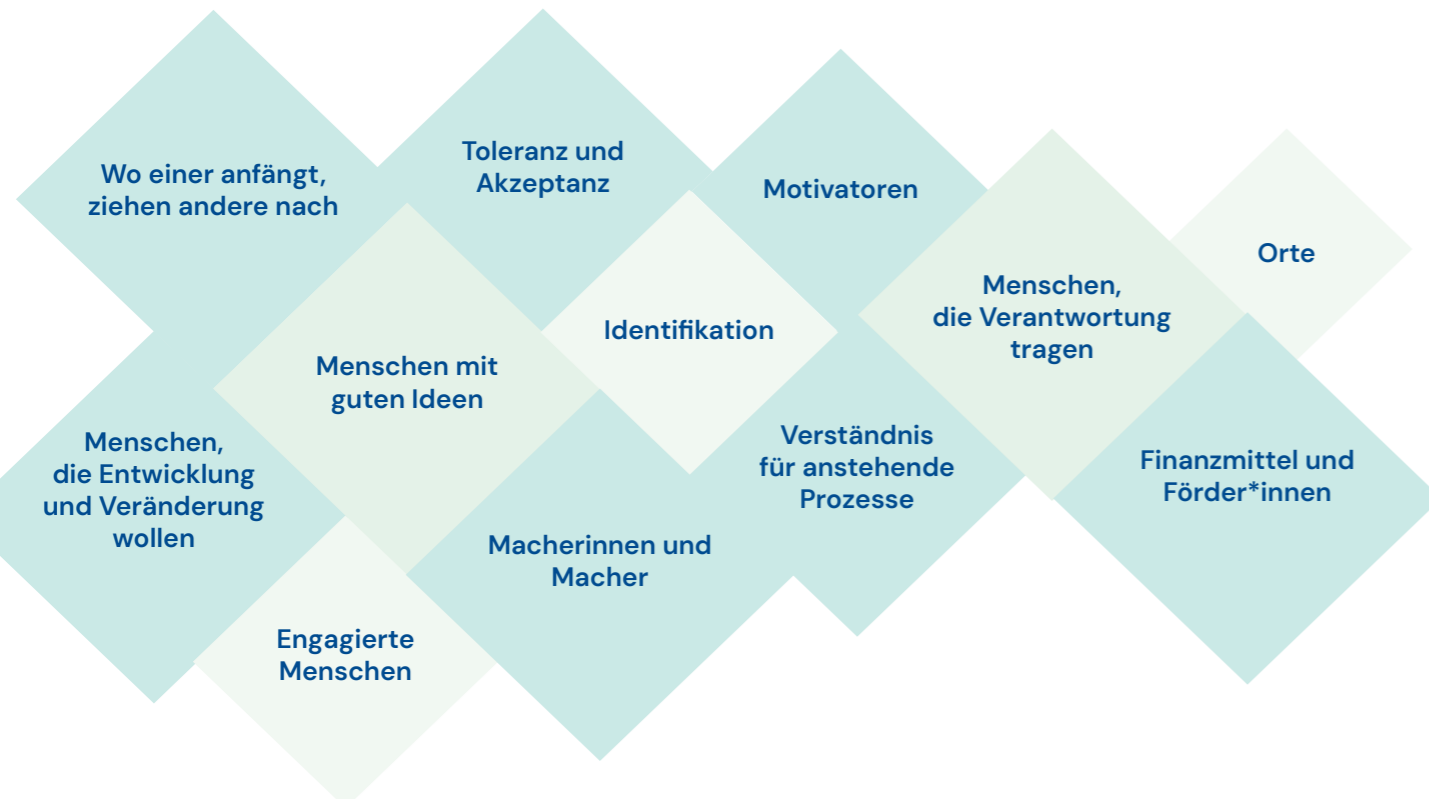 Wo einer anfängt,
ziehen andere nach
Toleranz und
Akzeptanz
Motivatoren
Orte
Menschen,
die Verantwortung
tragen
Identifikation
Menschen mit
guten Ideen
Menschen,
die Entwicklung
und Veränderung
wollen
Verständnis
für anstehende
Prozesse
Finanzmittel und
Förder*innen
Macherinnen und
Macher
Engagierte
Menschen